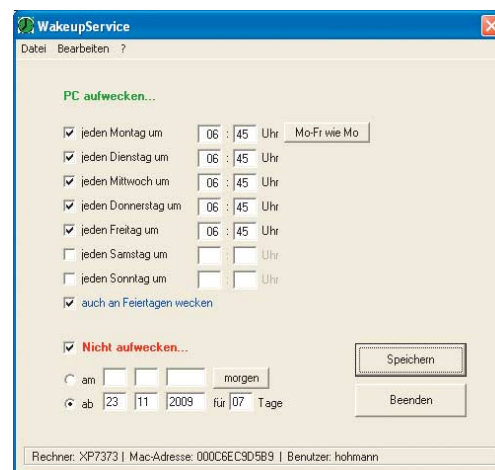 WakeupService
Datei Bearbeiten ?
PC aufwecken...
jeden Montag um 06 : 45 Uhr Mo-Fr wie Mo
jeden Dienstag um 06 : 45 Uhr
jeden Mittwoch um 06 : 45 Uhr
jeden Donnerstag um 06 : 45 Uhr
jeden Freitag um 06 : 45 Uhr
jeden Samstag um : Uhr
jeden Sonntag um : Uhr
auch an Feiertagen wecken
Nicht aufwecken...
Speichern
am morgen
ab 23 11 2009 für 07 Tage
Beenden
Rechner: XP7373 | Mac-Adresse: 000C6EC9D5B9 | Benutzer: hohmann